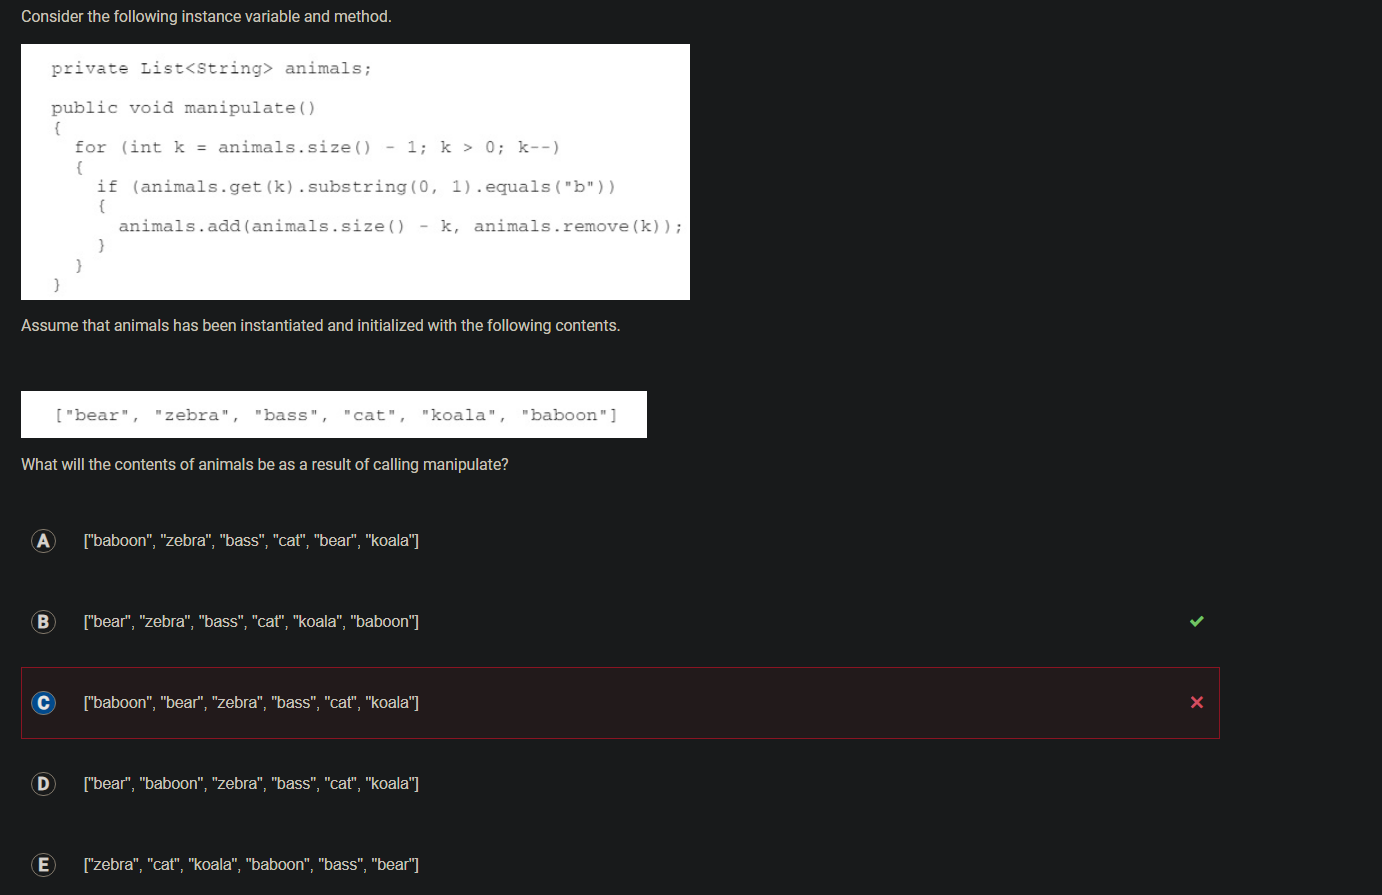 Consider the following instance variable and method.
private List<String> animals;
public void manipulate()
{
for (int k = animals.size() - 1; k > 0; k--)
{
if (animals.get(k).substring(0, 1).equals("b"))
{
animals.add(animals.size() - k, animals.remove(k));
}
}
}
Assume that animals has been instantiated and initialized with the following contents.
["bear", "zebra", "bass", "cat", "koala", "baboon"]
What will the contents of animals be as a result of calling manipulate?
A ["baboon", "zebra", "bass", "cat", "bear", "koala"]
B ["bear", "zebra", "bass", "cat", "koala", "baboon"]
C ["baboon", "bear", "zebra", "bass", "cat", "koala"]
D ["bear", "baboon", "zebra", "bass", "cat", "koala"]
E ["zebra", "cat", "koala", "baboon", "bass", "bear"]